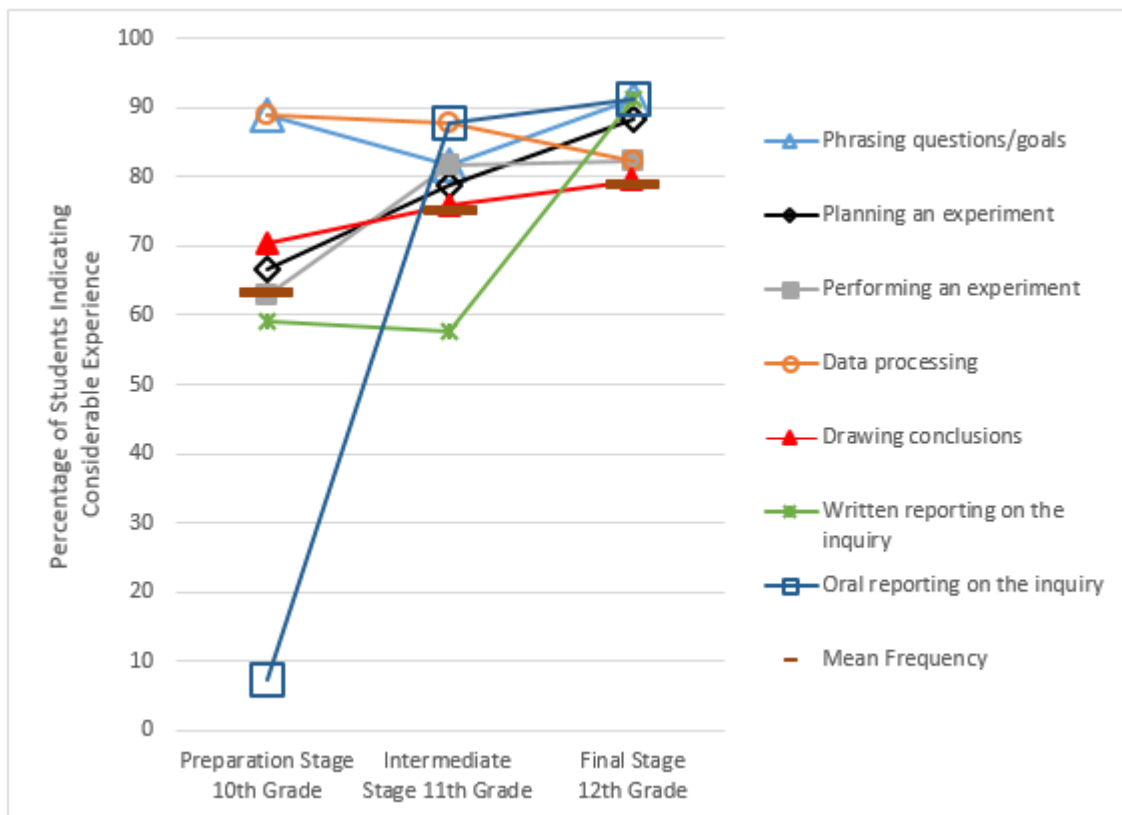 100
90
80
70
60
50
40
30
20
10
0
Percentage of Students Indicating
Considerable Experience
Preparation Stage
10th Grade
Intermediate
Stage 11th Grade
Final Stage
12th Grade
Phrasing questions/goals
Planning an experiment
Performing an experiment
Data processing
Drawing conclusions
Written reporting on the
inquiry
Oral reporting on the inquiry
Mean Frequency